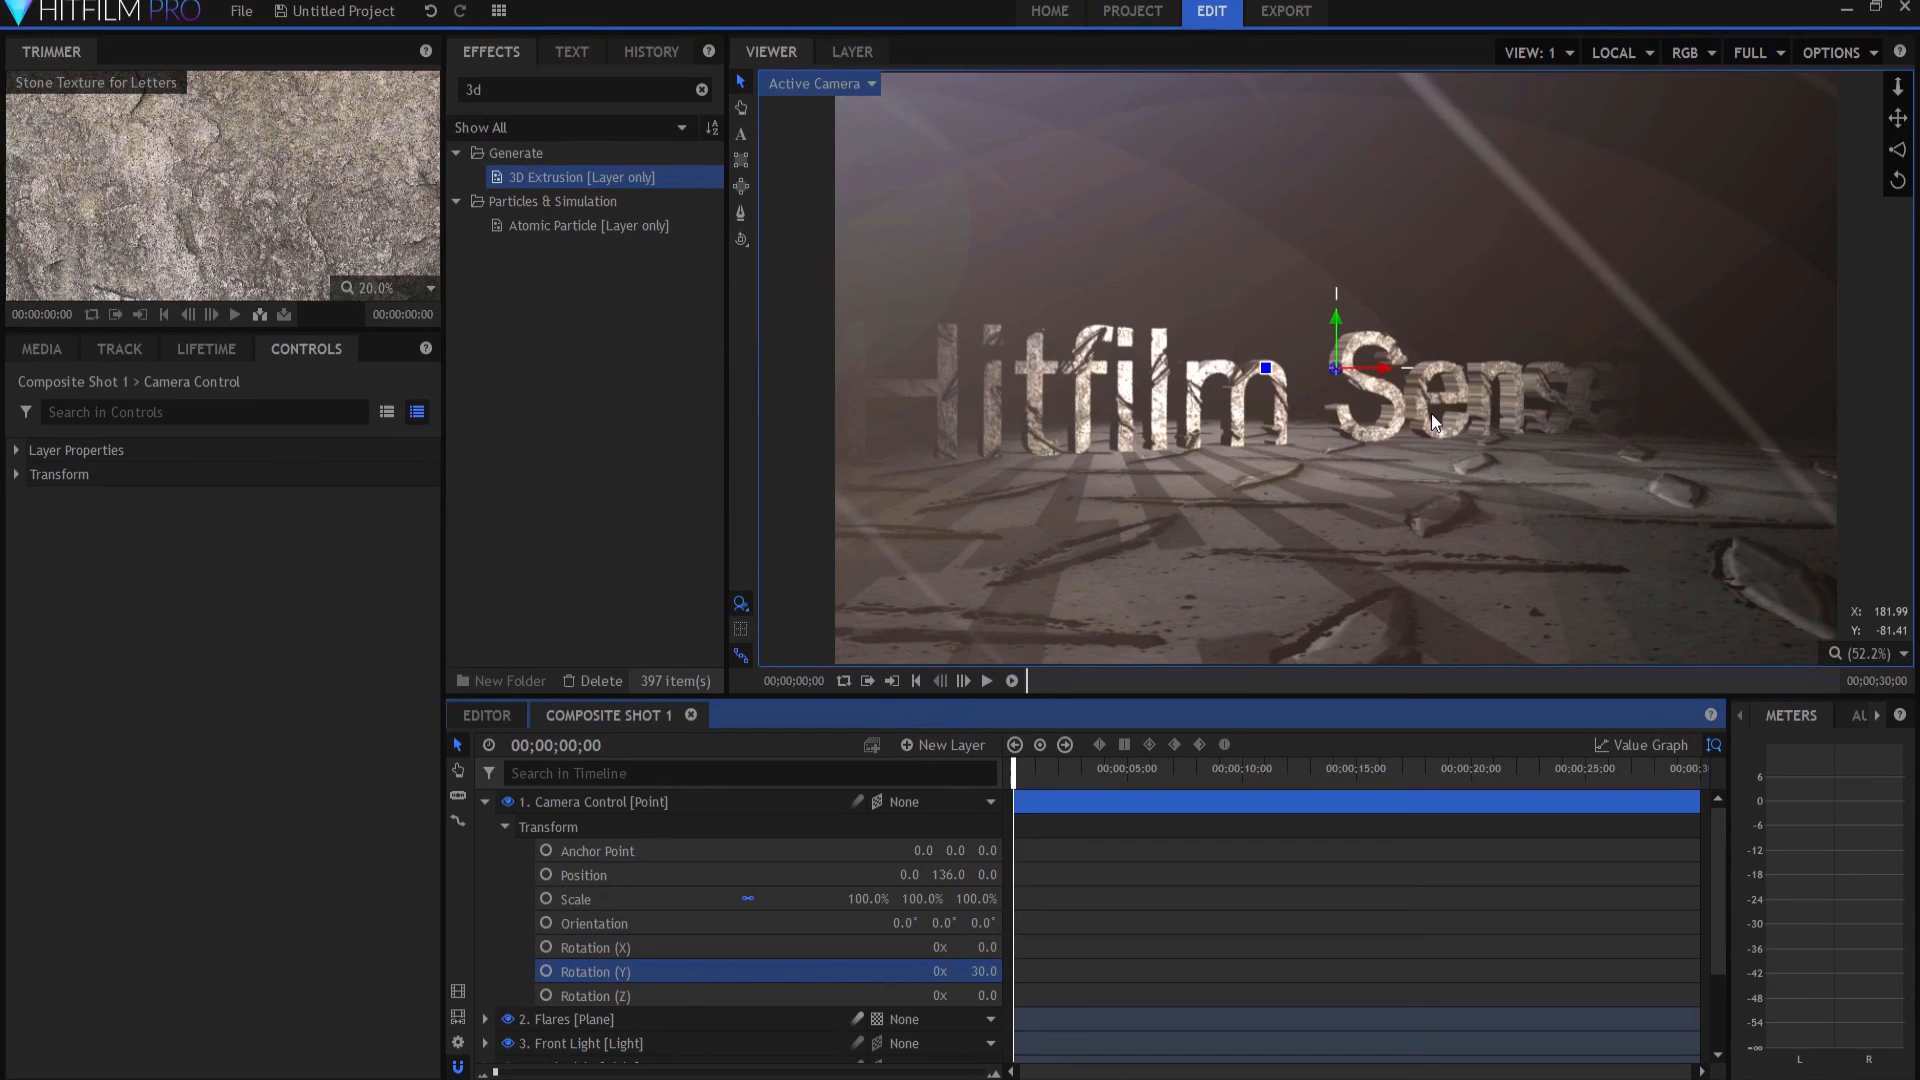 HITFILM PRO
File
Untitled Project
HOME
PROJECT
EDIT
EXPORT
TRIMMER
Stone Texture for Letters
20.0%
00:00:00:00
00:00:00:00
MEDIA
TRACK
LIFETIME
CONTROLS
Composite Shot 1 > Camera Control
Search in Controls
Layer Properties
Transform
EFFECTS
TEXT
HISTORY
3d
Show All
Generate
3D Extrusion [Layer only]
Particles & Simulation
Atomic Particle [Layer only]
New Folder
Delete
397 item(s)
VIEWER
LAYER
VIEW: 1
LOCAL
RGB
FULL
OPTIONS
Active Camera
Hitfilm Sens
X: 181.99
Y: -81.41
(52.2%)
00;00;00;00
00;00;30;00
EDITOR
COMPOSITE SHOT 1
00;00;00;00
New Layer
Value Graph
Search in Timeline
00;00;05;00
00;00;10;00
00;00;15;00
00;00;20;00
00;00;25;00
00;00;3
1. Camera Control [Point]
None
Transform
Anchor Point 0.0 0.0 0.0
Position 0.0 136.0 0.0
Scale 100.0% 100.0% 100.0%
Orientation 0.0° 0.0° 0.0°
Rotation (X) 0x 0.0
Rotation (Y) 0x 30.0
Rotation (Z) 0x 0.0
2. Flares [Plane]
None
3. Front Light [Light]
None
METERS
AU
6
0
-6
-12
-18
-24
-30
-36
-42
-48
-54
-∞
L
R